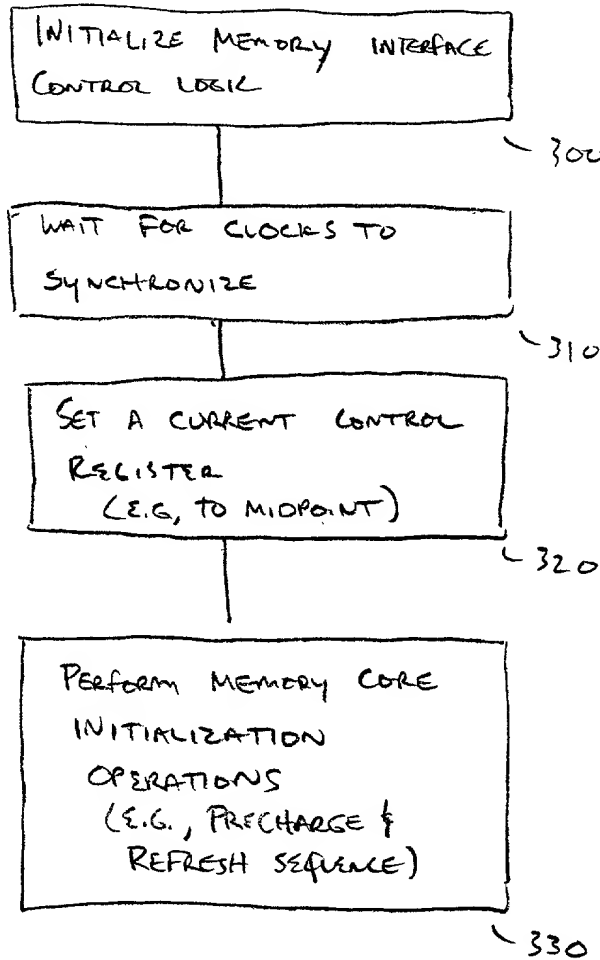 INITIALIZE MEMORY INTERFACE
CONTROL LOGIC
300
WAIT FOR CLOCKS TO
SYNCHRONIZE
310
SET A CURRENT CONTROL
REGISTER
(E.G, TO MIDPOINT)
320
PERFORM MEMORY CORE
INITIALIZATION
OPERATIONS
(E.G., PRECHARGE &
REFRESH SEQUENCE)
330